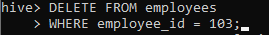 hive> DELETE FROM employees
    > WHERE employee_id = 103;